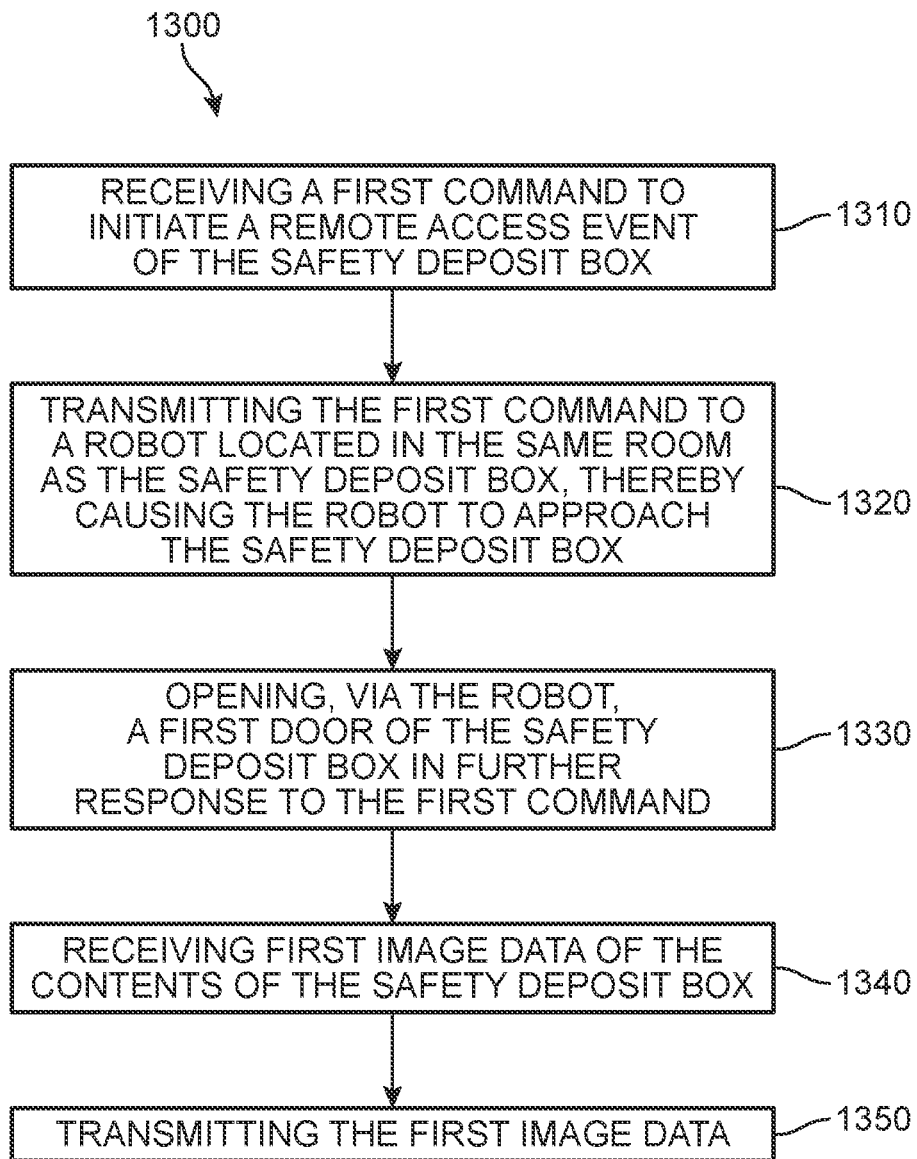 1300
RECEIVING A FIRST COMMAND TO
INITIATE A REMOTE ACCESS EVENT
OF THE SAFETY DEPOSIT BOX
1310
TRANSMITTING THE FIRST COMMAND TO
A ROBOT LOCATED IN THE SAME ROOM
AS THE SAFETY DEPOSIT BOX, THEREBY
CAUSING THE ROBOT TO APPROACH
THE SAFETY DEPOSIT BOX
1320
OPENING, VIA THE ROBOT,
A FIRST DOOR OF THE SAFETY
DEPOSIT BOX IN FURTHER
RESPONSE TO THE FIRST COMMAND
1330
RECEIVING FIRST IMAGE DATA OF THE
CONTENTS OF THE SAFETY DEPOSIT BOX
1340
TRANSMITTING THE FIRST IMAGE DATA
1350